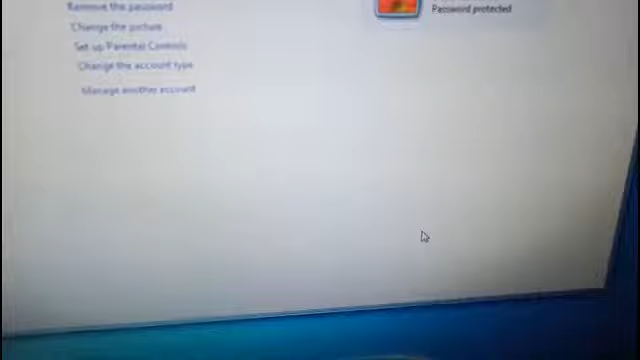 Remove the password
Change the picture
Set up Parental Controls
Change the account type
Manage another account
Password protected